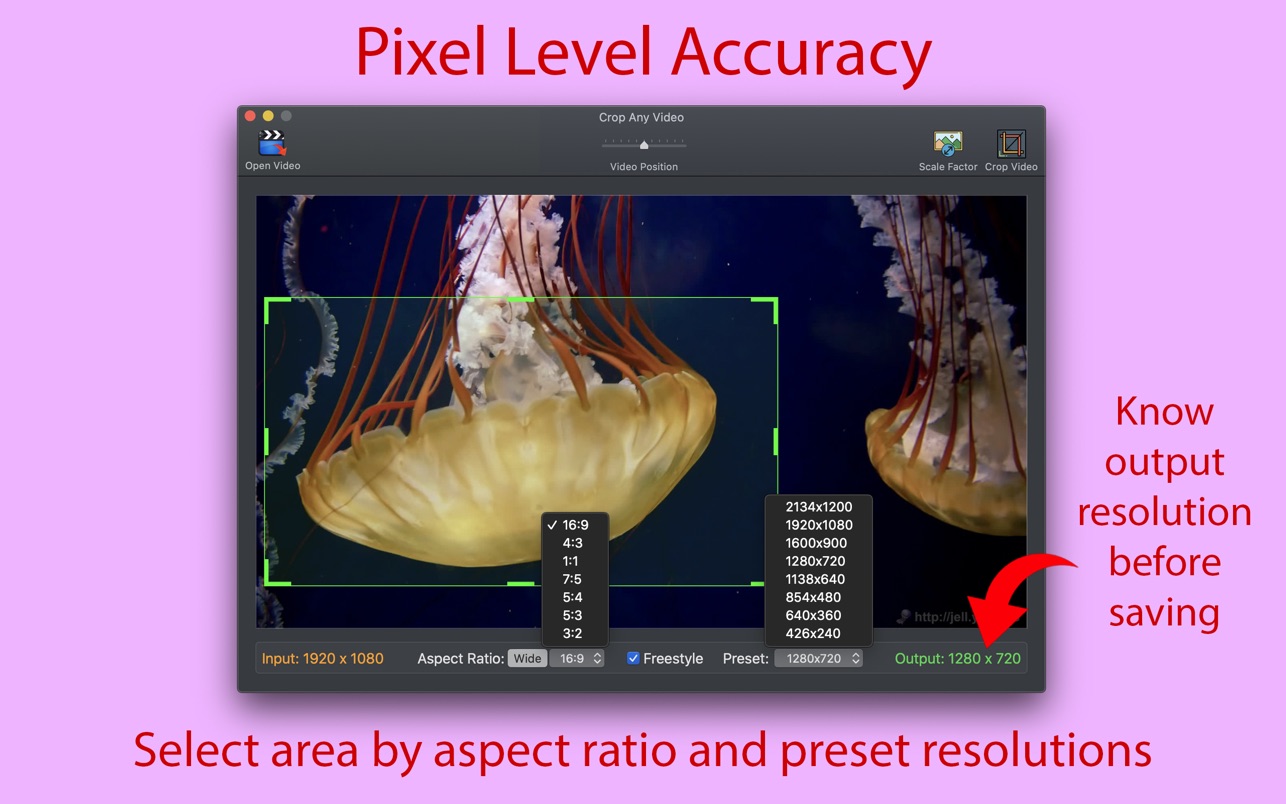 Pixel Level Accuracy
Crop Any Video
Open Video
Video Position
Scale Factor
Crop Video
Know
output
resolution
before
saving
16:9
4:3
1:1
7:5
5:4
5:3
3:2
2134x1200
1920x1080
1600x900
1280x720
1138x640
854x480
640x360
426x240
http://jell.y
Input: 1920 x 1080
Aspect Ratio: Wide 16:9
Freestyle
Preset: 1280x720
Output: 1280 x 720
Select area by aspect ratio and preset resolutions